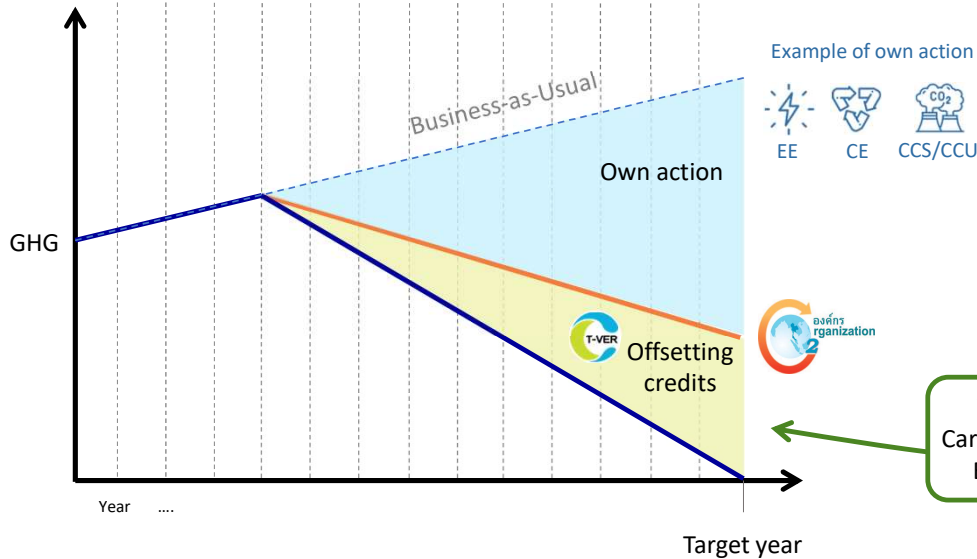 Example of own action
Business-as-Usual
CO2
EE
CE
CCS/CCU
Own action
GHG
องค์กร
rganization
2
T-VER
Offsetting
credits
Car
Year ....
Target year